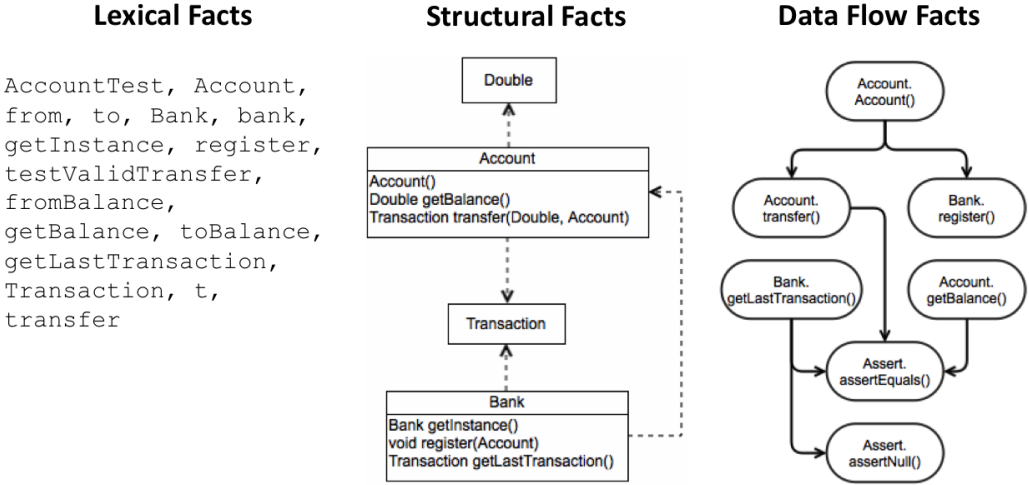 Lexical Facts
AccountTest, Account,
from, to, Bank, bank,
getInstance, register,
testValidTransfer,
fromBalance,
getBalance, toBalance,
getLastTransaction,
Transaction, t,
transfer
Structural Facts
Double
Account
Account()
Double getBalance()
Transaction transfer(Double, Account)
Transaction
Bank
Bank getInstance()
void register(Account)
Transaction getLastTransaction()
Data Flow Facts
Account.
Account()
Account.
transfer()
Bank.
register()
Bank.
getLastTransaction()
Account.
getBalance()
Assert.
assertEquals()
Assert.
assertNull()